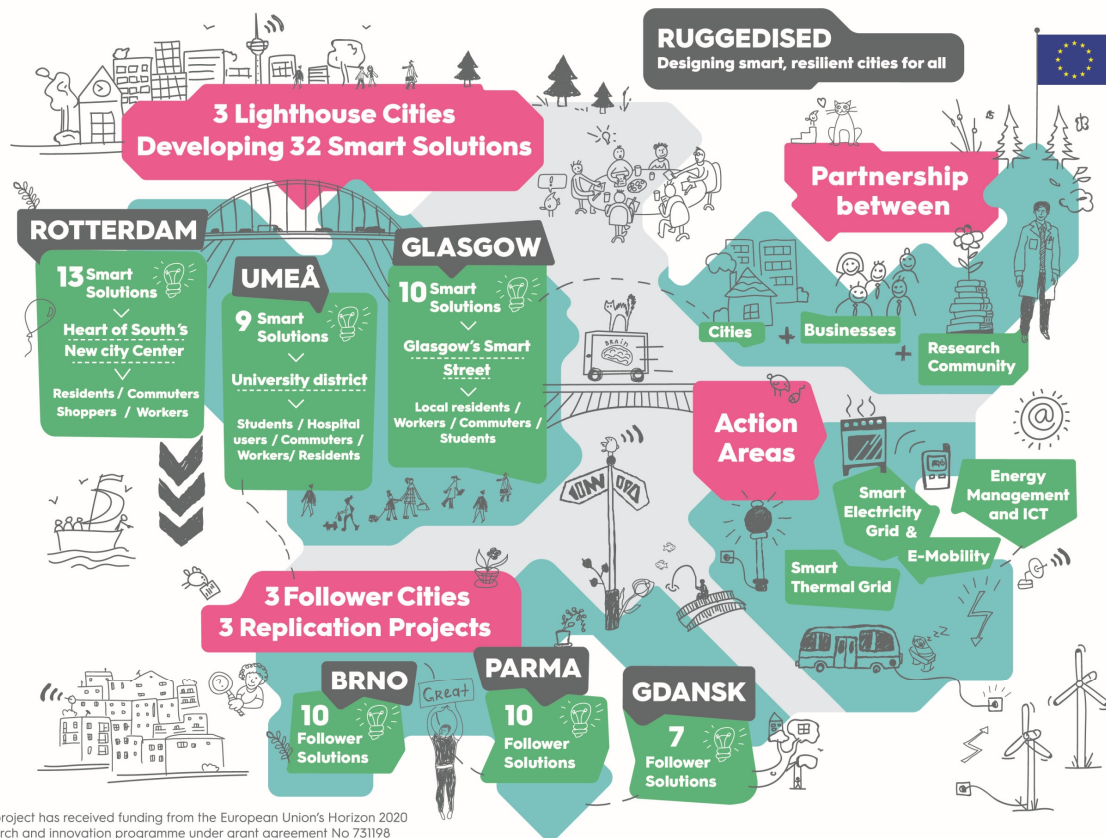 RUGGEDISED
Designing smart, resilient cities for all
3 Lighthouse Cities
Developing 32 Smart Solutions
ROTTERDAM
13 Smart
Solutions
Heart of South's
New city Center
Residents / Commuters
Shoppers / Workers
UMEÅ
9 Smart
Solutions
University district
Students / Hospital
users / Commuters /
Workers/ Residents
GLASGOW
10 Smart
Solutions
Glasgow's Smart
Street
Local residents /
Workers / Commuters /
Students
Partnership
between
Cities
+
Businesses
+
Research
Community
BRAIN
Action
Areas
@
Smart
Electricity
Grid &
E-Mobility
Energy
Management
and ICT
Smart
Thermal Grid
zzz
3 Follower Cities
3 Replication Projects
BRNO
10
Follower
Solutions
GReat
PARMA
10
Follower
Solutions
GDANSK
7
Follower
Solutions
project has received funding from the European Union's Horizon 2020
rch and innovation programme under grant agreement No 731198